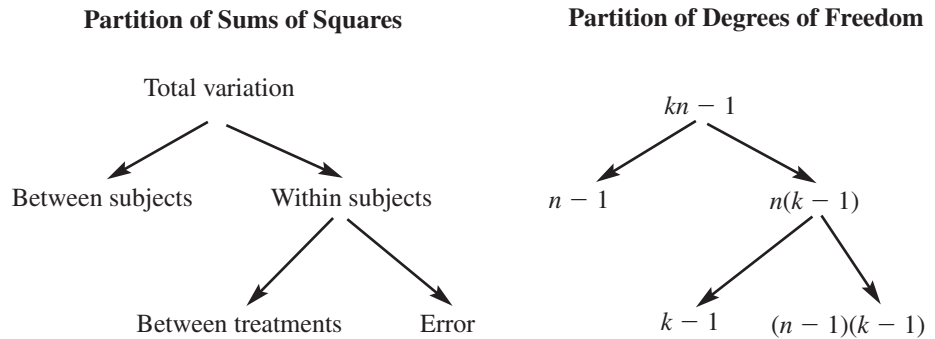 Partition of Sums of Squares
Partition of Degrees of Freedom
Total variation
kn − 1
Between subjects
Within subjects
n − 1
n(k − 1)
Between treatments
Error
k − 1
(n − 1)(k − 1)